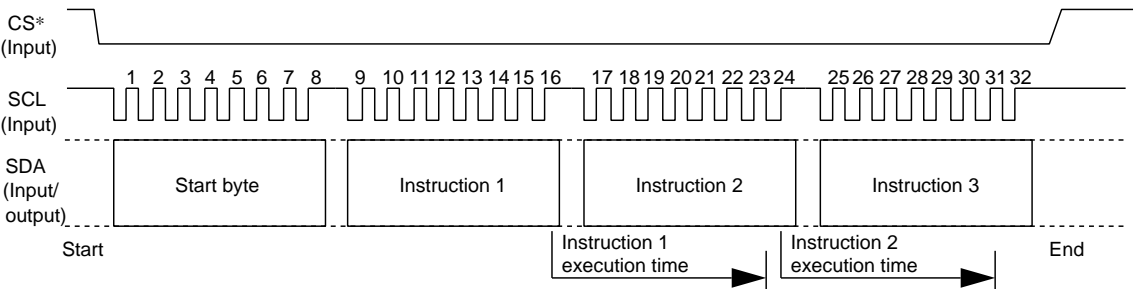 CS*
(Input)
1 2 3 4 5 6 7 8 9 10 11 12 13 14 15 16 17 18 19 20 21 22 23 24 25 26 27 28 29 30 31 32
SCL
(Input)
SDA
(Input/
output)
Start byte Instruction 1 Instruction 2 Instruction 3
Start
Instruction 1
execution time
Instruction 2
execution time
End